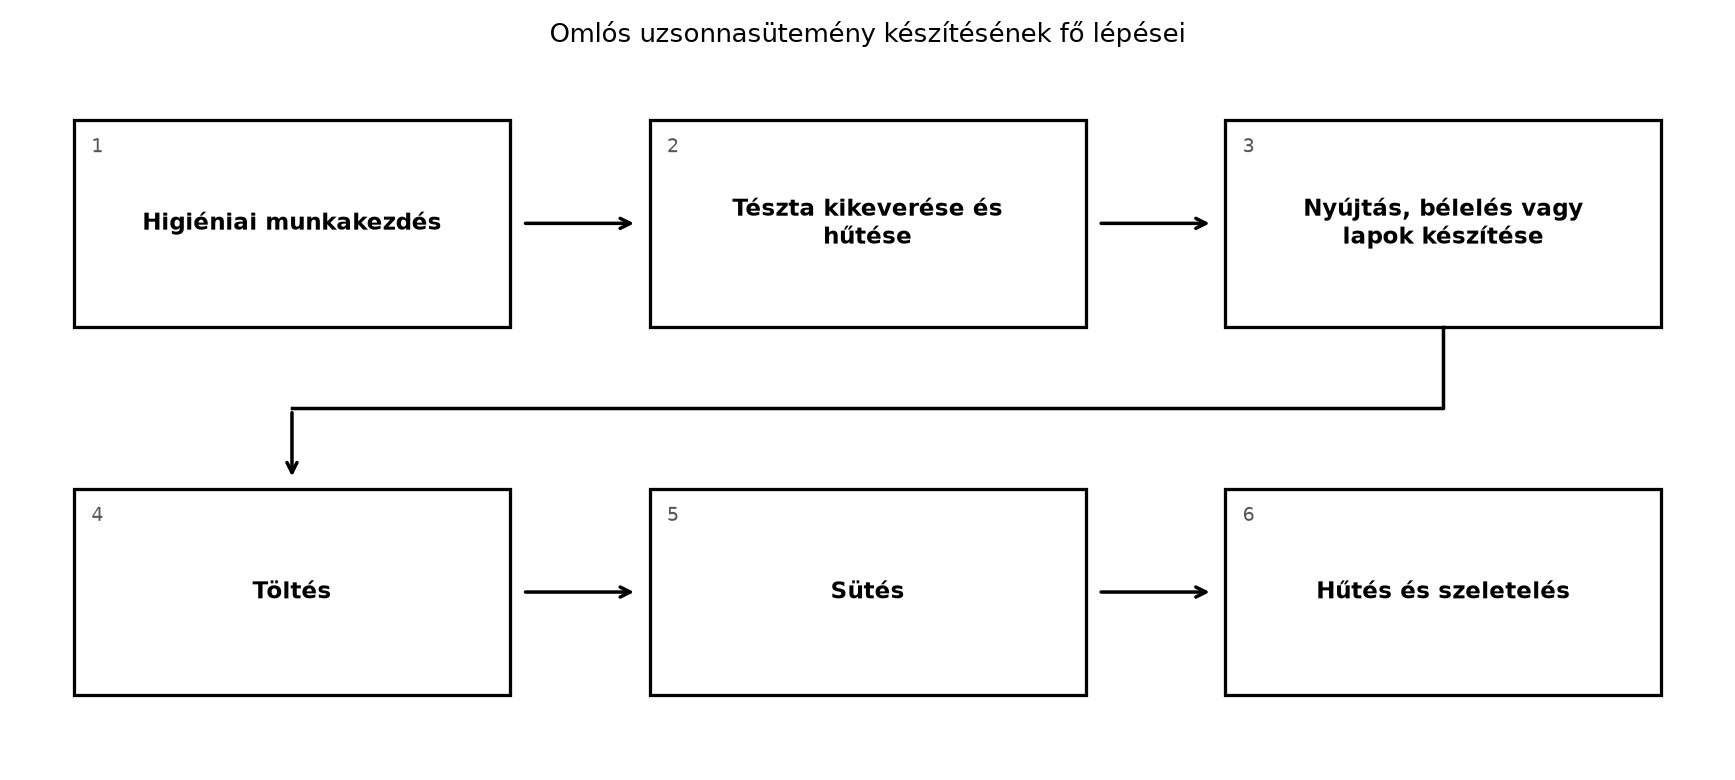 Omlós uzsonnasütemény készítésének fő lépései
1
Higiéniai munkakezdés
2
Tészta kikeverése és
hűtése
3
Nyújtás, bélelés vagy
lapok készítése
4
Töltés
5
Sütés
6
Hűtés és szeletelés